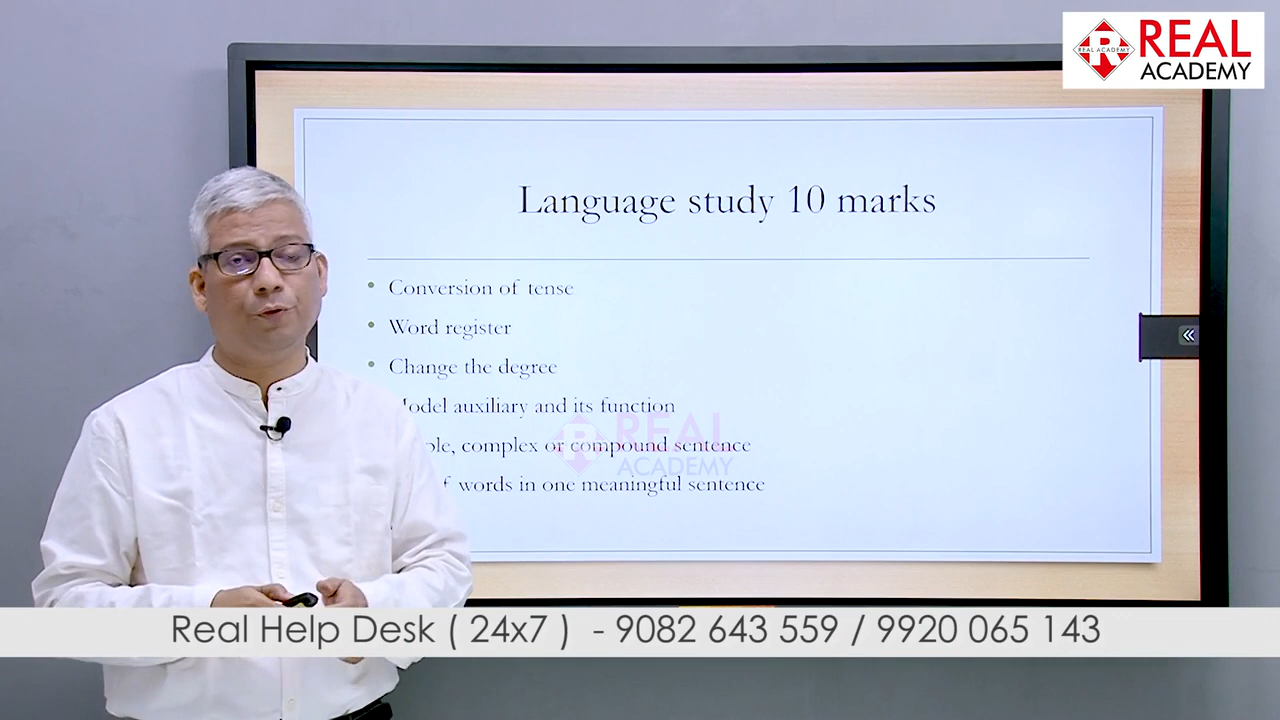 REAL
ACADEMY
R
REAL ACADEMY
Language study 10 marks
Conversion of tense
Word register
Change the degree
Model auxiliary and its function
complex or compound sentence
words in one meaningful sentence
REAL
ACADEMY
Real Help Desk ( 24x7 ) - 9082 643 559 / 9920 065 143